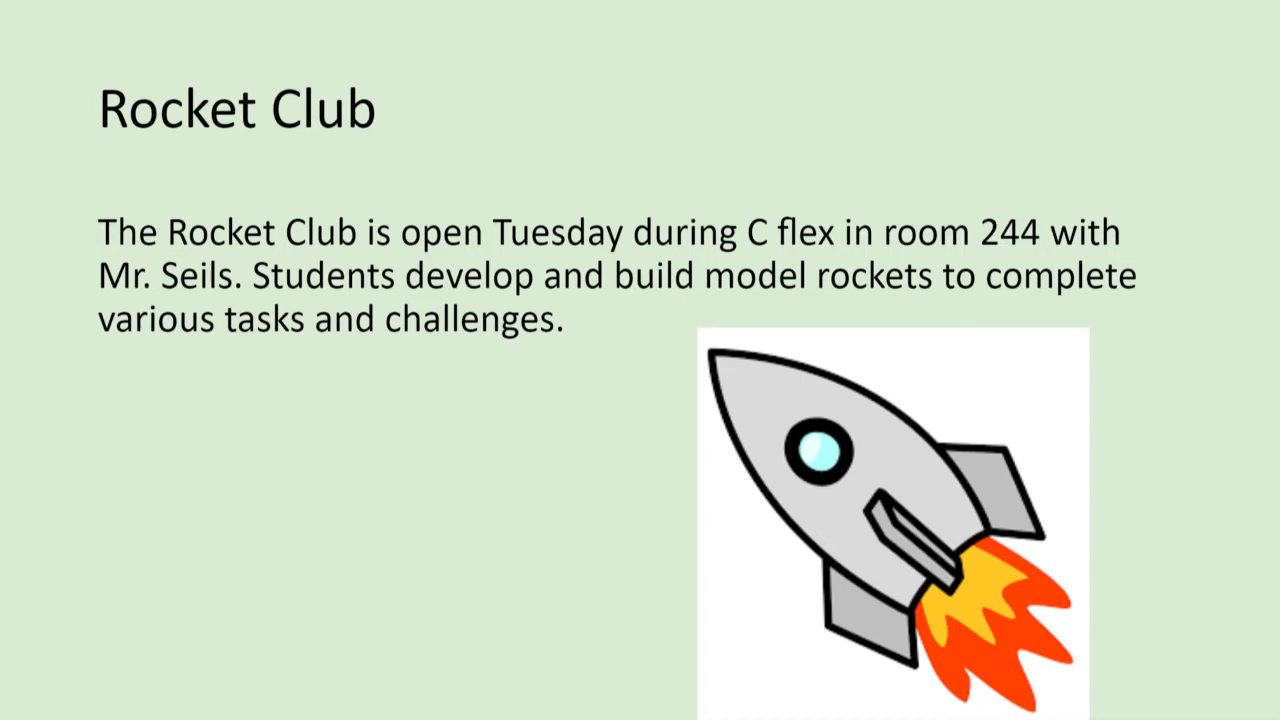 Rocket Club
The Rocket Club is open Tuesday during C flex in room 244 with
Mr. Seils. Students develop and build model rockets to complete
various tasks and challenges.